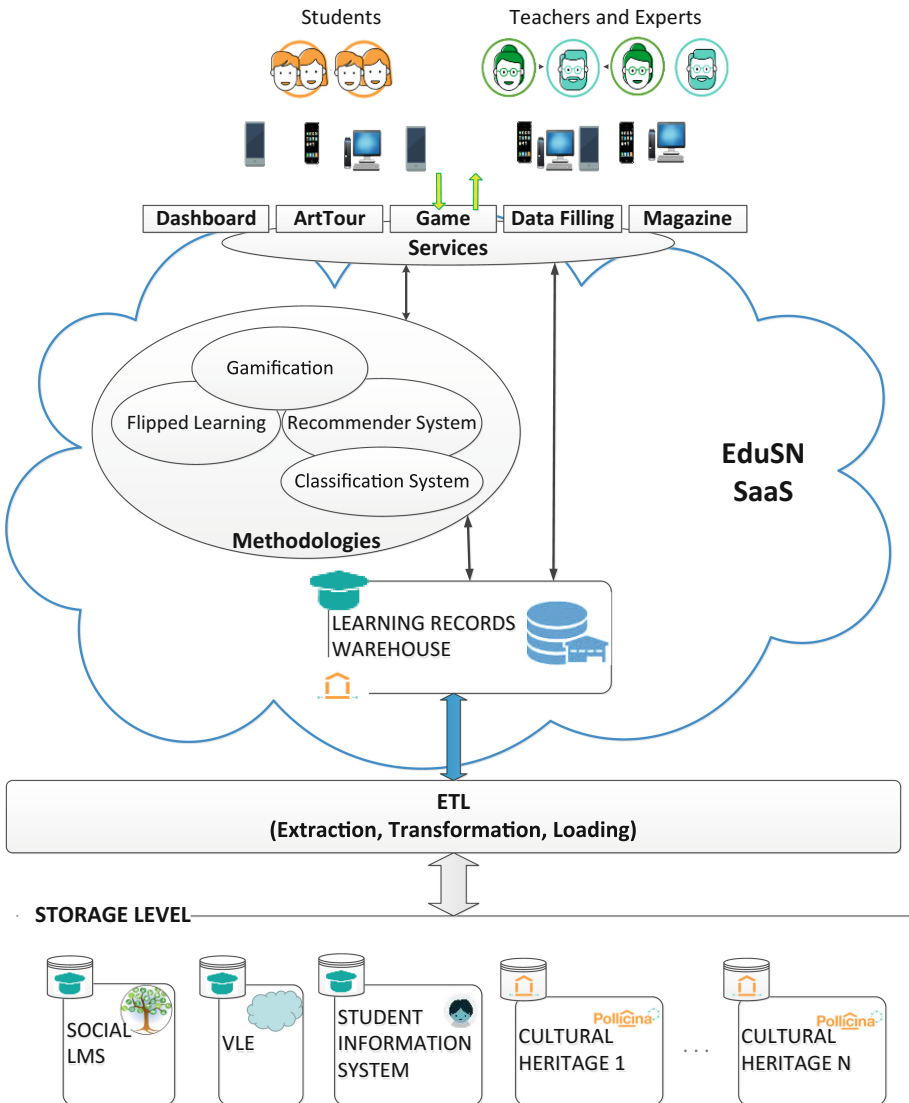 Students
Teachers and Experts
Dashboard
ArtTour
Game
Data Filling
Magazine
Services
Gamification
Flipped Learning
Recommender System
Classification System
Methodologies
EduSN
SaaS
LEARNING RECORDS
WAREHOUSE
ETL
(Extraction, Transformation, Loading)
STORAGE LEVEL
SOCIAL
LMS
VLE
STUDENT
INFORMATION
SYSTEM
Pollicina
CULTURAL
HERITAGE 1
. . .
Pollicina
CULTURAL
HERITAGE N